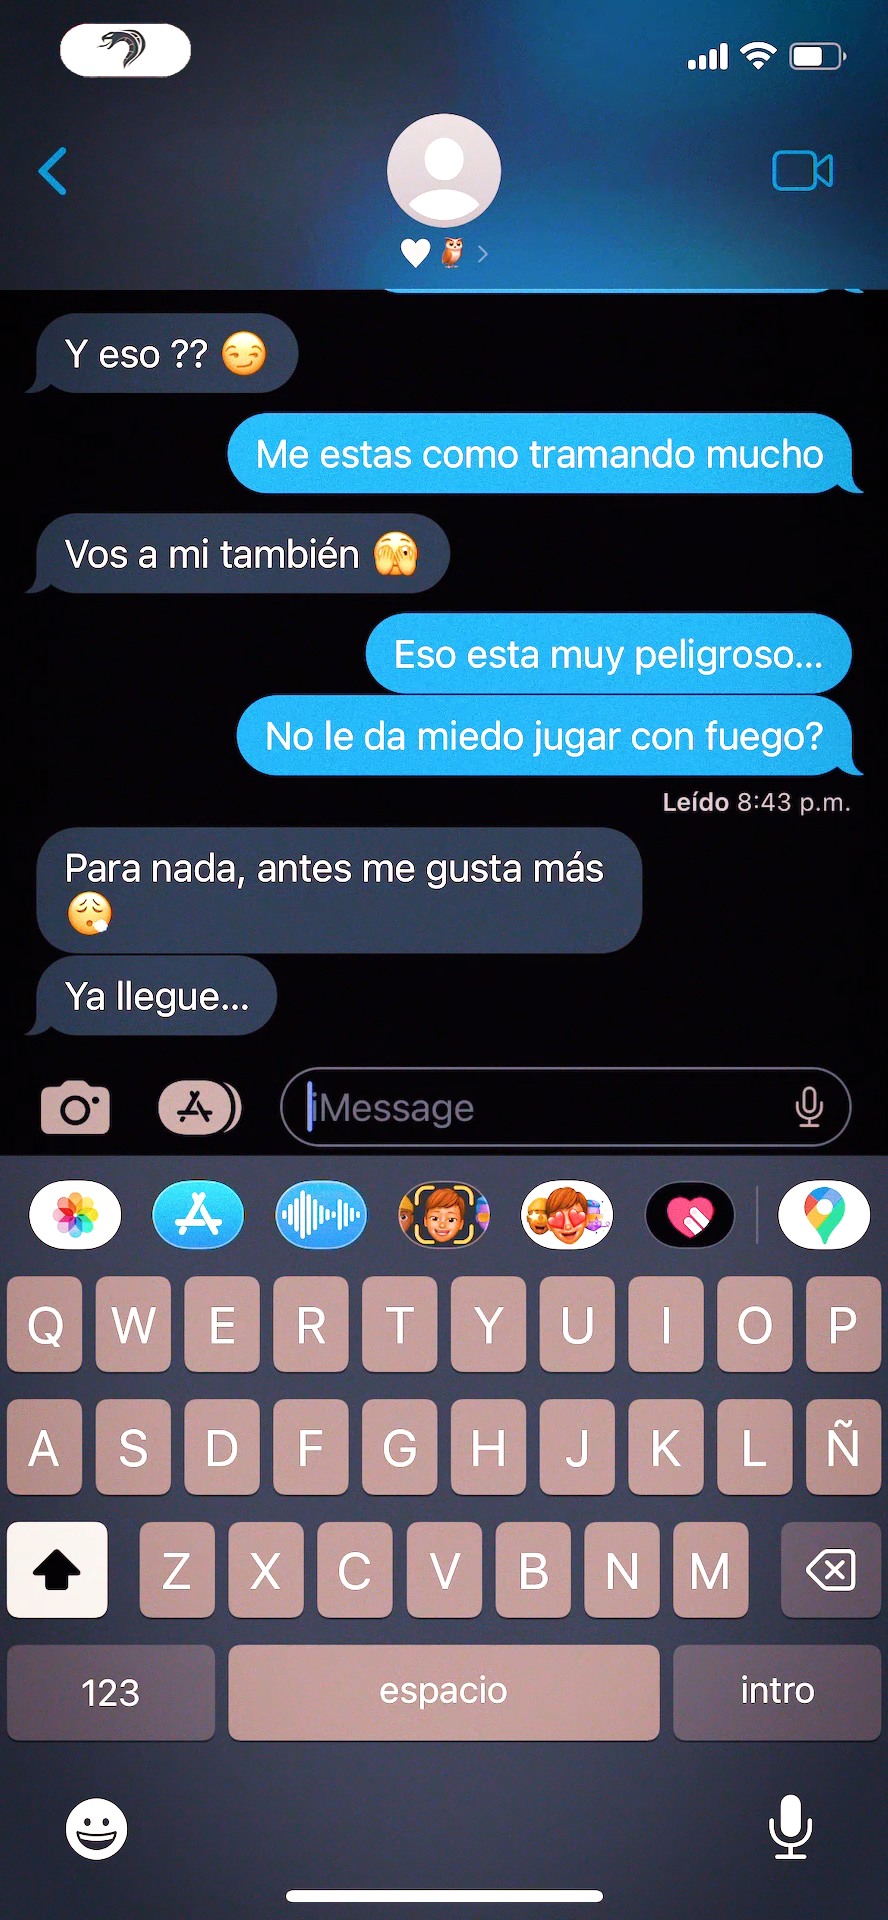 Y eso ?? 😏
Me estas como tramando mucho
Vos a mi también 🫣
Eso esta muy peligroso...
No le da miedo jugar con fuego?
Leído 8:43 p.m.
Para nada, antes me gusta más
😮‍💨
Ya llegue...
iMessage
Q W E R T Y U I O P
A S D F G H J K L Ñ
Z X C V B N M
123 espacio intro